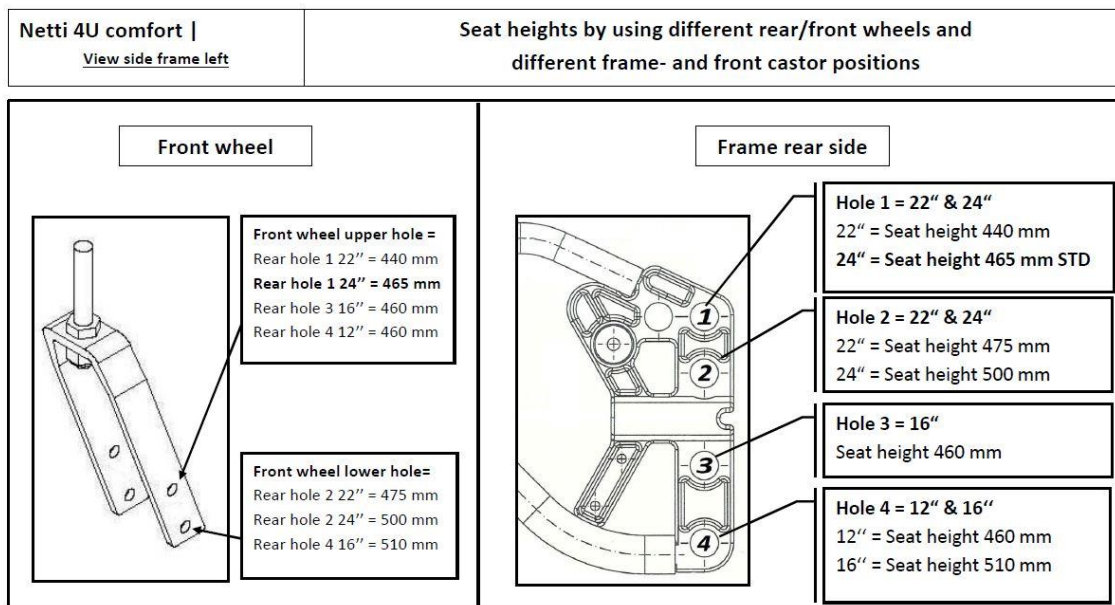 Netti 4U comfort |
View side frame left
Seat heights by using different rear/front wheels and
different frame- and front castor positions
Front wheel
Front wheel upper hole =
Rear hole 1 22’’ = 440 mm
Rear hole 1 24’’ = 465 mm
Rear hole 3 16’’ = 460 mm
Rear hole 4 12’’ = 460 mm
Front wheel lower hole=
Rear hole 2 22’’ = 475 mm
Rear hole 2 24’’ = 500 mm
Rear hole 4 16’’ = 510 mm
Frame rear side
1
2
3
4
Hole 1 = 22“ & 24“
22“ = Seat height 440 mm
24“ = Seat height 465 mm STD
Hole 2 = 22“ & 24“
22“ = Seat height 475 mm
24“ = Seat height 500 mm
Hole 3 = 16“
Seat height 460 mm
Hole 4 = 12“ & 16“
12‘‘ = Seat height 460 mm
16‘‘ = Seat height 510 mm